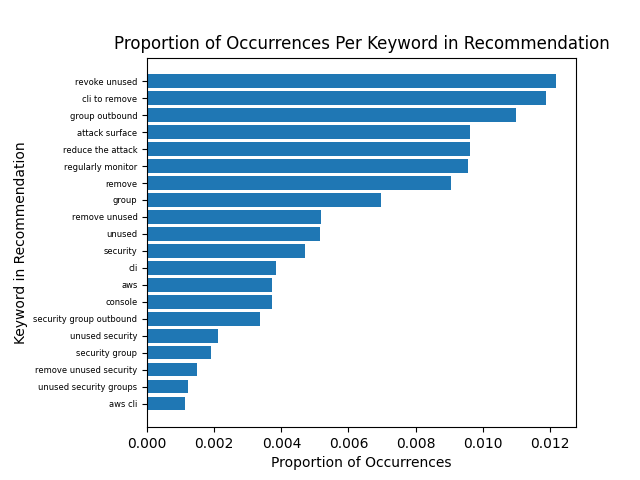 Proportion of Occurrences Per Keyword in Recommendation
Keyword in Recommendation
revoke unused
cli to remove
group outbound
attack surface
reduce the attack
regularly monitor
remove
group
remove unused
unused
security
cli
aws
console
security group outbound
unused security
security group
remove unused security
unused security groups
aws cli
0.000 0.002 0.004 0.006 0.008 0.010 0.012
Proportion of Occurrences